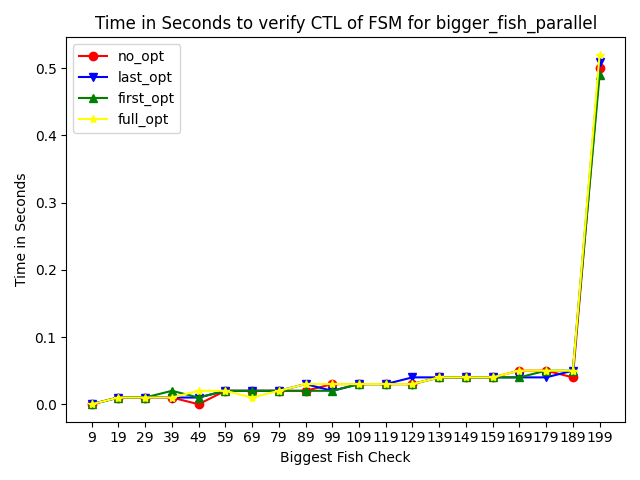 Time in Seconds to verify CTL of FSM for bigger_fish_parallel
no_opt
last_opt
first_opt
full_opt
Time in Seconds
0.5
0.4
0.3
0.2
0.1
0.0
9 19 29 39 49 59 69 79 89 99 109 119 129 139 149 159 169 179 189 199
Biggest Fish Check